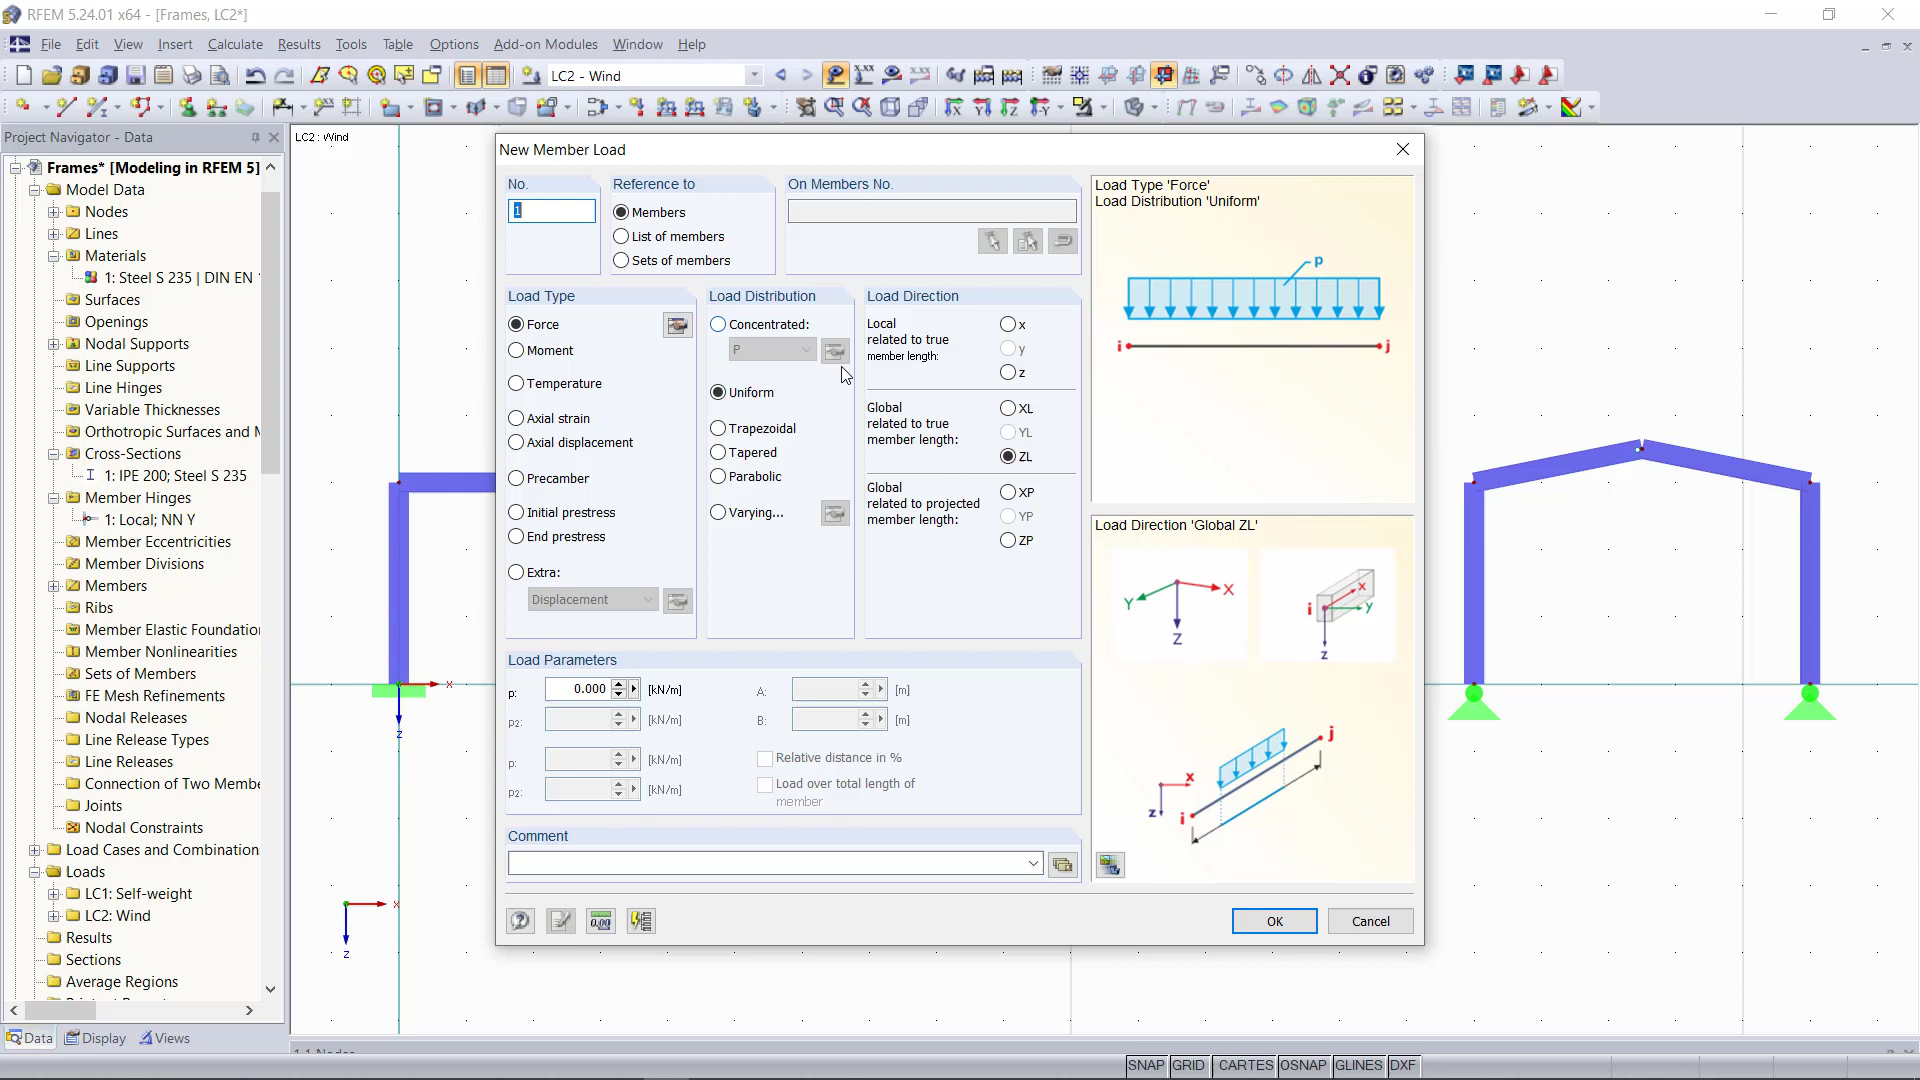 RFEM 5.24.01 x64 - [Frames, LC2*]
File Edit View Insert Calculate Results Tools Table Options Add-on Modules Window Help
LC2 - Wind
Project Navigator - Data
Frames* [Modeling in RFEM 5]
Model Data
Nodes
Lines
Materials
1: Steel S 235 | DIN EN
Surfaces
Openings
Nodal Supports
Line Supports
Line Hinges
Variable Thicknesses
Orthotropic Surfaces and M
Cross-Sections
1: IPE 200; Steel S 235
Member Hinges
1: Local; NN Y
Member Eccentricities
Member Divisions
Members
Ribs
Member Elastic Foundation
Member Nonlinearities
Sets of Members
FE Mesh Refinements
Nodal Releases
Line Release Types
Line Releases
Connection of Two Membe
Joints
Nodal Constraints
Load Cases and Combination
Loads
LC1: Self-weight
LC2: Wind
Results
Sections
Average Regions
Data Display Views
LC2 : Wind
x
z
x
z
New Member Load
No.
1
Reference to
Members
List of members
Sets of members
On Members No.
Load Type
Force
Moment
Temperature
Axial strain
Axial displacement
Precamber
Initial prestress
End prestress
Extra:
Displacement
Load Distribution
Concentrated:
P
Uniform
Trapezoidal
Tapered
Parabolic
Varying...
Load Direction
Local
related to true
member length:
x
y
z
Global
related to true
member length:
XL
YL
ZL
Global
related to projected
member length:
XP
YP
ZP
Load Parameters
p: 0.000 [kN/m] A: [m]
p2: [kN/m] B: [m]
p: [kN/m] Relative distance in %
p2: [kN/m] Load over total length of
member
Comment
Load Type 'Force'
Load Distribution 'Uniform'
p
i j
Load Direction 'Global ZL'
X
Y
Z
x
y
z
i
j
x
z
i
0,00
OK Cancel
SNAP GRID CARTES OSNAP GLINES DXF